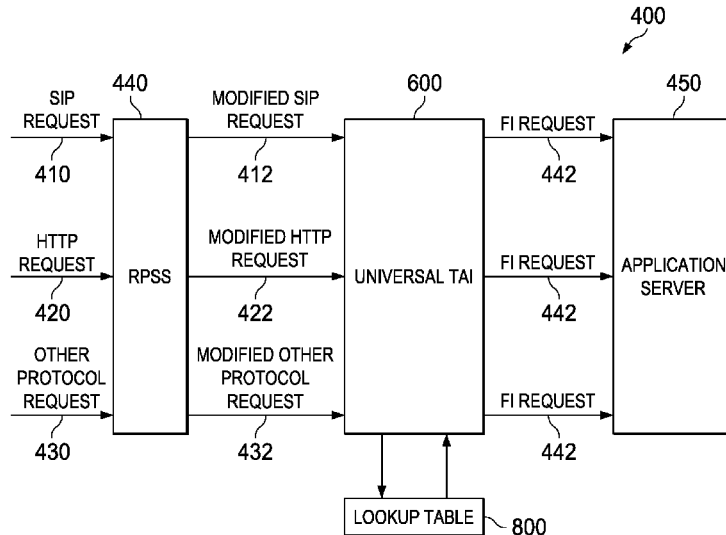 400
440
600
450
SIP
REQUEST
410
MODIFIED SIP
REQUEST
412
FI REQUEST
442
HTTP
REQUEST
420
RPSS
MODIFIED HTTP
REQUEST
422
UNIVERSAL TAI
FI REQUEST
442
APPLICATION
SERVER
OTHER
PROTOCOL
REQUEST
430
MODIFIED OTHER
PROTOCOL
REQUEST
432
FI REQUEST
442
LOOKUP TABLE
800